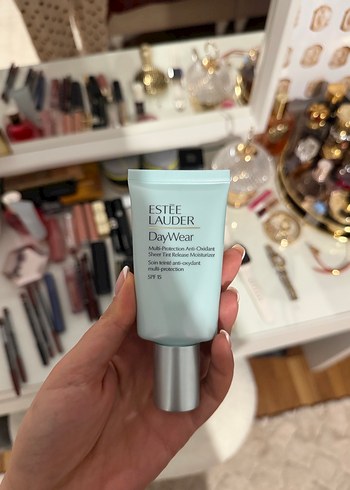 ESTĒE
LAUDER
DayWear
Multi-Protection Anti-Oxidant
Sheer Tint Release Moisturizer
Soin teinté anti-oxydant
multi-protection
SPF 15